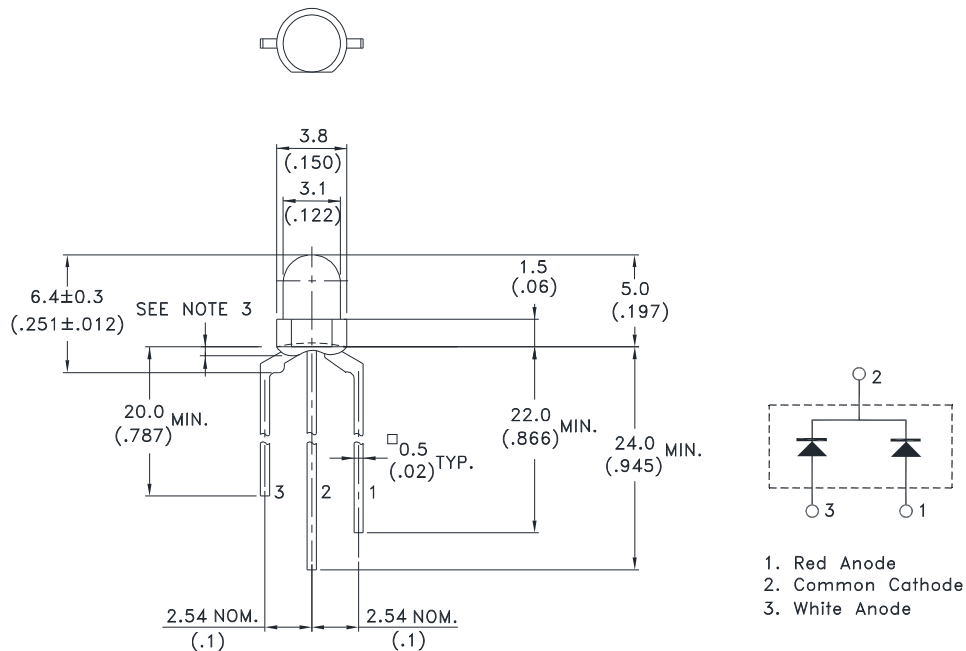 3.8
(.150)
3.1
(.122)
1.5
(.06)
5.0
(.197)
6.4±0.3
(.251±.012)
SEE NOTE 3
20.0 MIN.
(.787)
22.0 MIN.
(.866)
24.0 MIN.
(.945)
□0.5 TYP.
(.02)
3
2
1
2.54 NOM.
(.1)
2.54 NOM.
(.1)
2
3
1
1. Red Anode
2. Common Cathode
3. White Anode